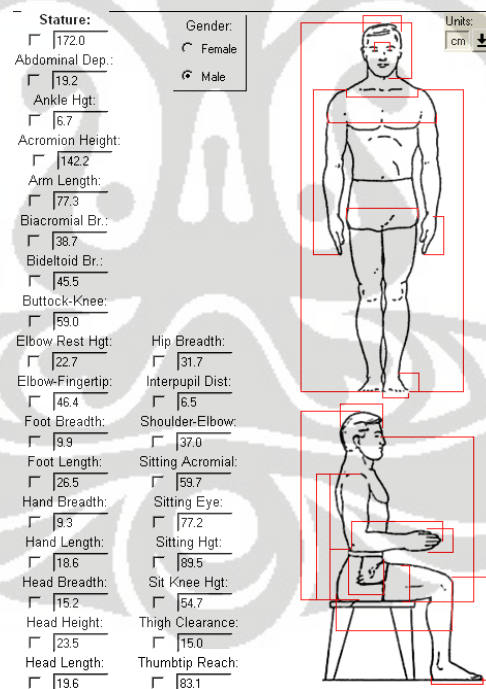 Stature:
172.0
Abdominal Dep.:
19.2
Ankle Hgt:
6.7
Acromion Height:
142.2
Arm Length:
77.3
Biacromial Br.:
38.7
Bideltoid Br.:
45.5
Buttock-Knee:
59.0
Elbow Rest Hgt:
22.7
Elbow-Fingertip:
46.4
Foot Breadth:
9.9
Foot Length:
26.5
Hand Breadth:
9.3
Hand Length:
18.6
Head Breadth:
15.2
Head Height:
23.5
Head Length:
19.6
Hip Breadth:
31.7
Interpupil Dist:
6.5
Shoulder-Elbow:
37.0
Sitting Acromial:
59.7
Sitting Eye:
77.2
Sitting Hgt:
89.5
Sit Knee Hgt:
54.7
Thigh Clearance:
15.0
Thumbtip Reach:
83.1
Gender:
Female
Male
Units:
cm